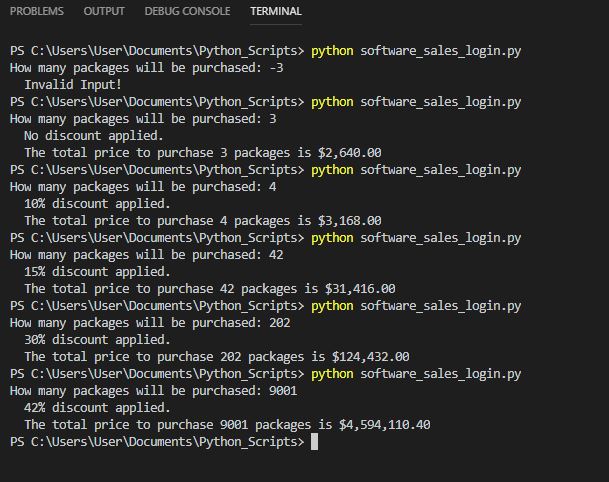 PROBLEMS OUTPUT DEBUG CONSOLE TERMINAL
PS C:\Users\User\Documents\Python_Scripts> python software_sales_login.py
How many packages will be purchased: -3
  Invalid Input!
PS C:\Users\User\Documents\Python_Scripts> python software_sales_login.py
How many packages will be purchased: 3
  No discount applied.
  The total price to purchase 3 packages is $2,640.00
PS C:\Users\User\Documents\Python_Scripts> python software_sales_login.py
How many packages will be purchased: 4
  10% discount applied.
  The total price to purchase 4 packages is $3,168.00
PS C:\Users\User\Documents\Python_Scripts> python software_sales_login.py
How many packages will be purchased: 42
  15% discount applied.
  The total price to purchase 42 packages is $31,416.00
PS C:\Users\User\Documents\Python_Scripts> python software_sales_login.py
How many packages will be purchased: 202
  30% discount applied.
  The total price to purchase 202 packages is $124,432.00
PS C:\Users\User\Documents\Python_Scripts> python software_sales_login.py
How many packages will be purchased: 9001
  42% discount applied.
  The total price to purchase 9001 packages is $4,594,110.40
PS C:\Users\User\Documents\Python_Scripts>